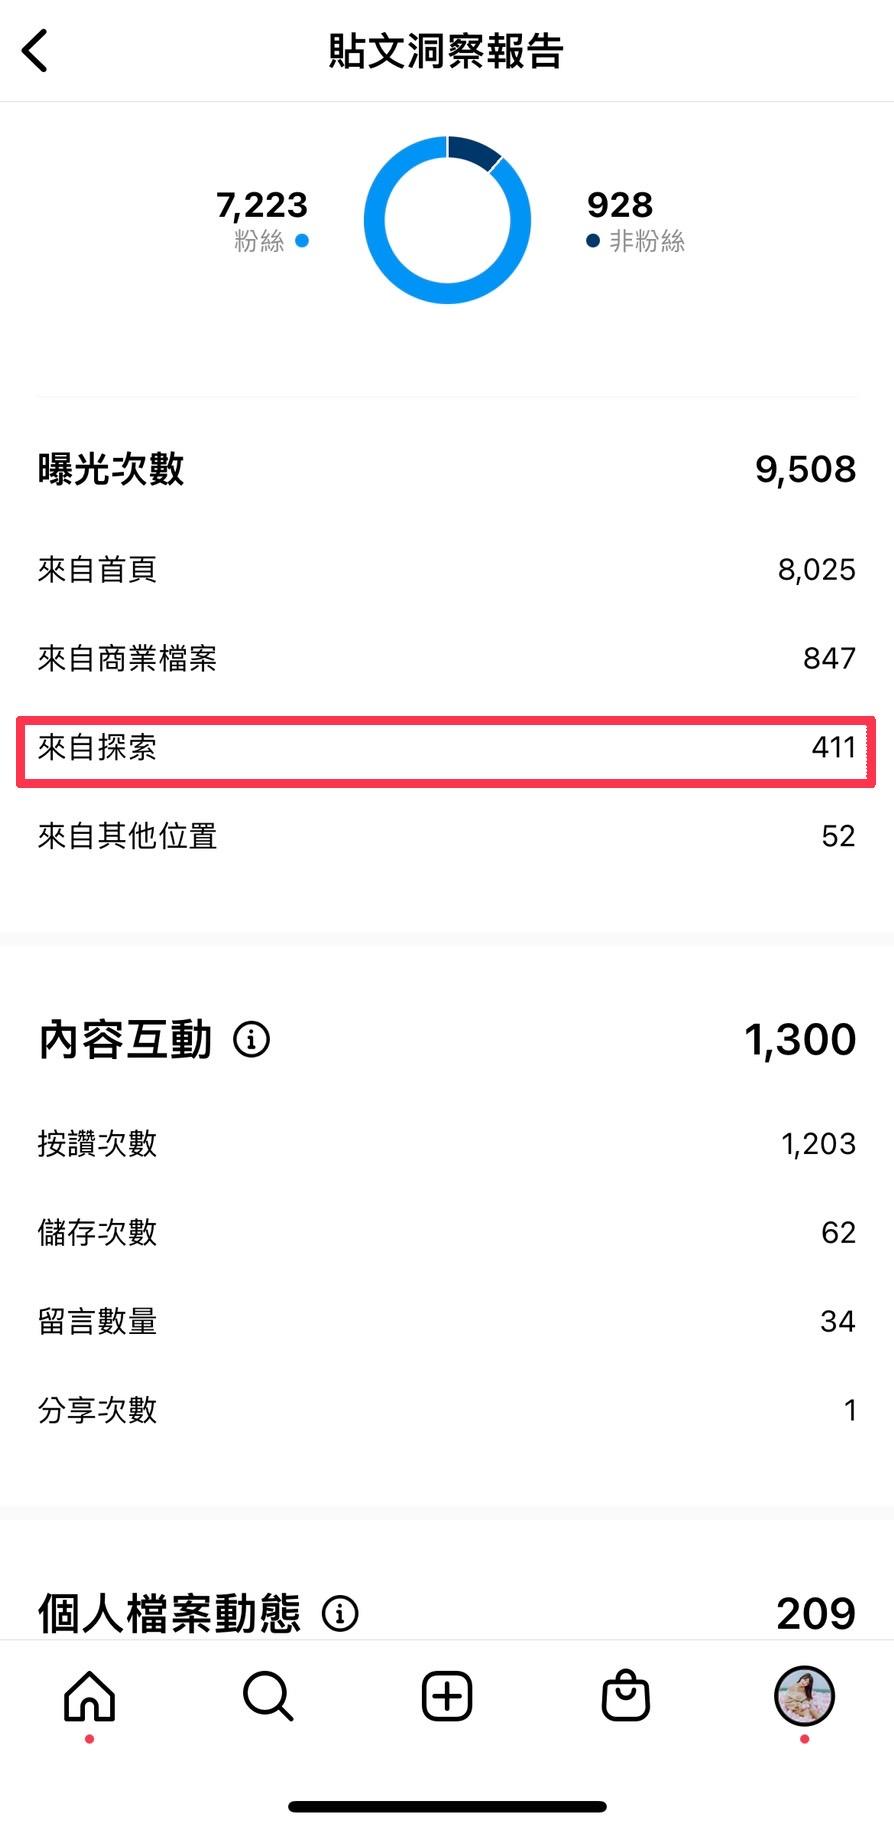 貼文洞察報告
7,223
粉絲
928
非粉絲
曝光次數 9,508
來自首頁 8,025
來自商業檔案 847
來自探索 411
來自其他位置 52
內容互動 1,300
按讚次數 1,203
儲存次數 62
留言數量 34
分享次數 1
個人檔案動態 209